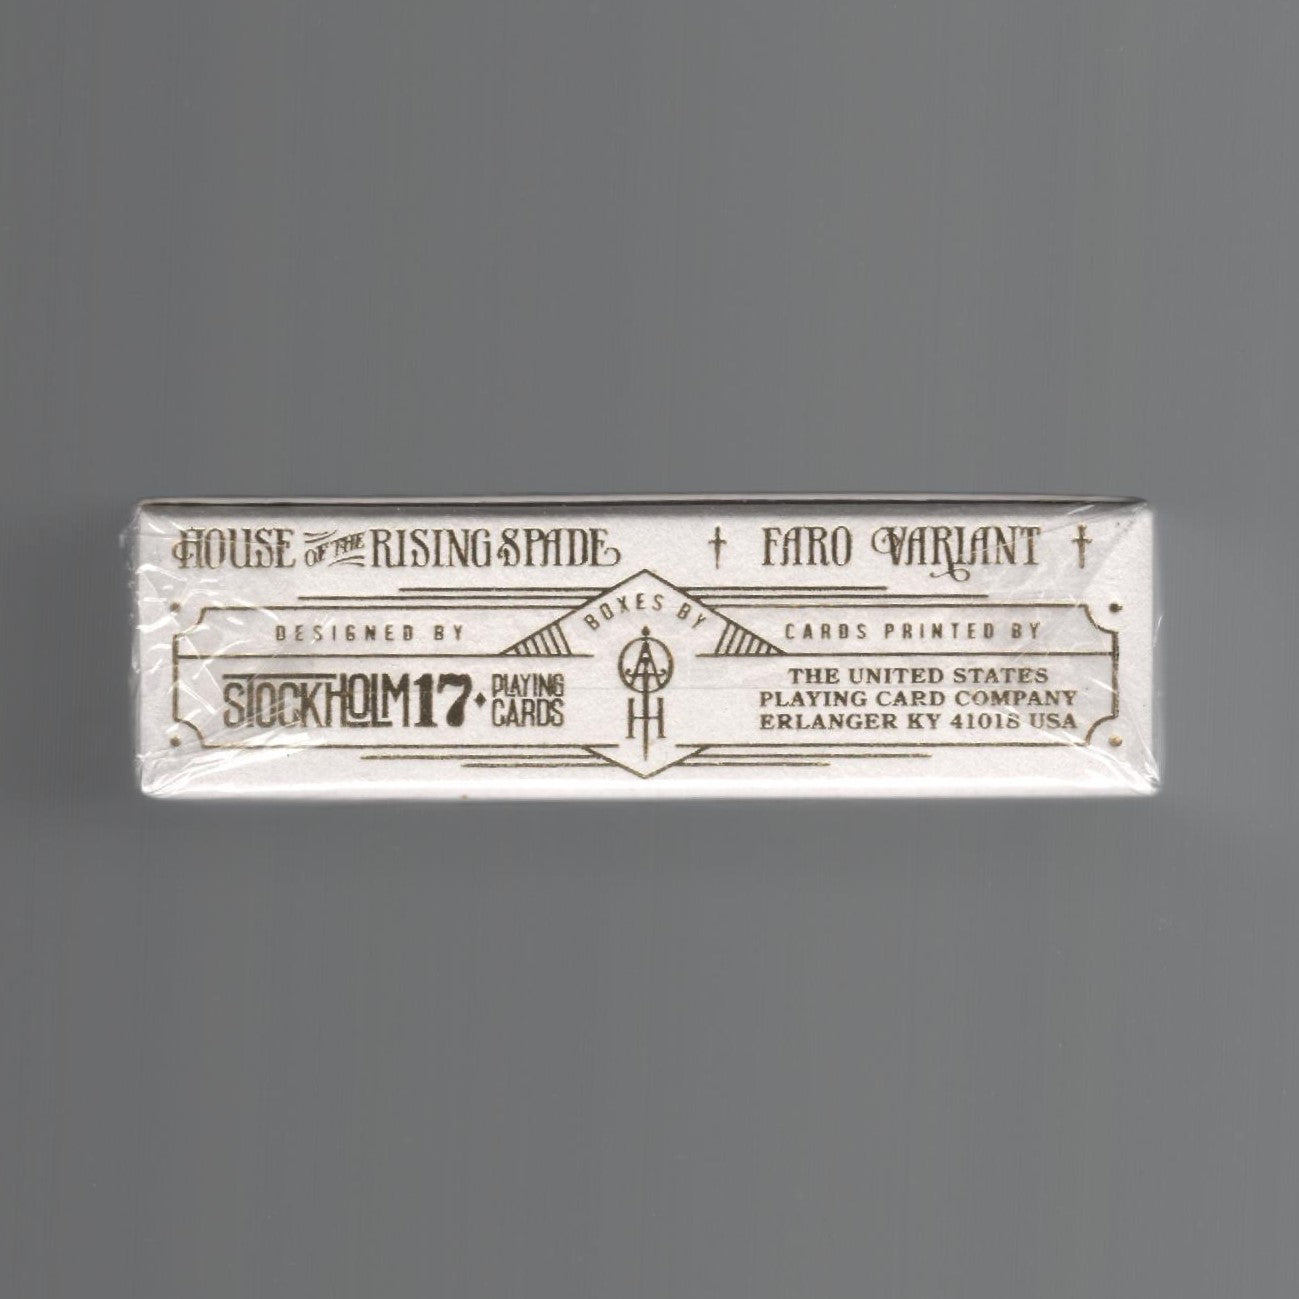 HOUSE OF THE RISING SPADE † FARO VARIANT †
DESIGNED BY
STOCKHOLM17 ♦ PLAYING CARDS
BOXES BY
CARDS PRINTED BY
THE UNITED STATES
PLAYING CARD COMPANY
ERLANGER KY 41018 USA